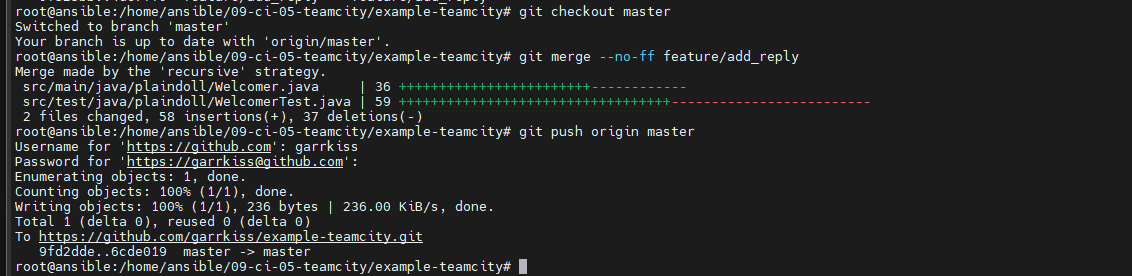 root@ansible:/home/ansible/09-ci-05-teamcity/example-teamcity# git checkout master
Switched to branch 'master'
Your branch is up to date with 'origin/master'.
root@ansible:/home/ansible/09-ci-05-teamcity/example-teamcity# git merge --no-ff feature/add_reply
Merge made by the 'recursive' strategy.
 src/main/java/plaindoll/Welcomer.java     | 36 ++++++++++++++++++++++++------------
 src/test/java/plaindoll/WelcomerTest.java | 59 ++++++++++++++++++++++++++++++++++-------------------------
 2 files changed, 58 insertions(+), 37 deletions(-)
root@ansible:/home/ansible/09-ci-05-teamcity/example-teamcity# git push origin master
Username for 'https://github.com': garrkiss
Password for 'https://garrkiss@github.com':
Enumerating objects: 1, done.
Counting objects: 100% (1/1), done.
Writing objects: 100% (1/1), 236 bytes | 236.00 KiB/s, done.
Total 1 (delta 0), reused 0 (delta 0)
To https://github.com/garrkiss/example-teamcity.git
   9fd2dde..6cde019  master -> master
root@ansible:/home/ansible/09-ci-05-teamcity/example-teamcity#